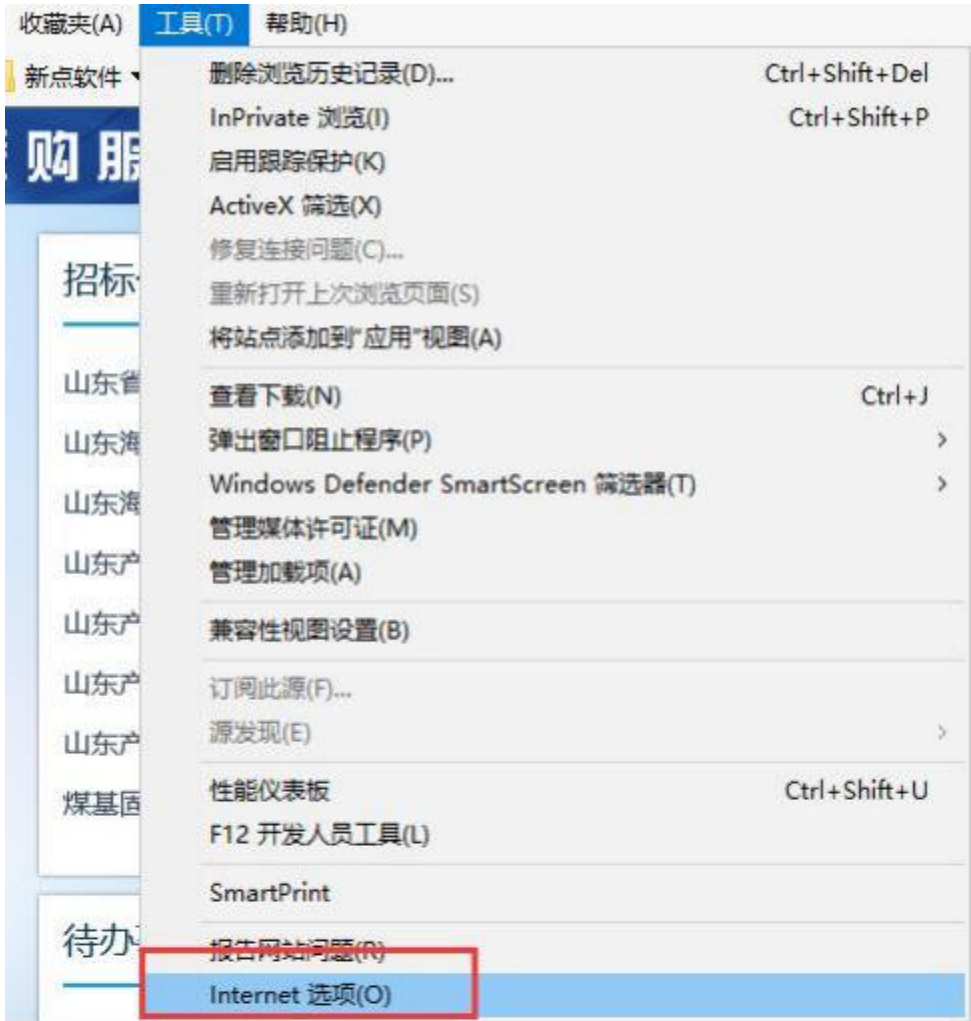 收藏夹(A) 工具(T) 帮助(H)
新点软件
购 服
招标
山东省
山东海
山东海
山东产
山东产
山东产
山东产
煤基固
待办
删除浏览历史记录(D)... Ctrl+Shift+Del
InPrivate 浏览(I) Ctrl+Shift+P
启用跟踪保护(K)
ActiveX 筛选(X)
修复连接问题(C)...
重新打开上次浏览页面(S)
将站点添加到"应用"视图(A)
查看下载(N) Ctrl+J
弹出窗口阻止程序(P)
Windows Defender SmartScreen 筛选器(T)
管理媒体许可证(M)
管理加载项(A)
兼容性视图设置(B)
订阅此源(F)...
源发现(E)
性能仪表板 Ctrl+Shift+U
F12 开发人员工具(L)
SmartPrint
报告网站问题(R)
Internet 选项(O)